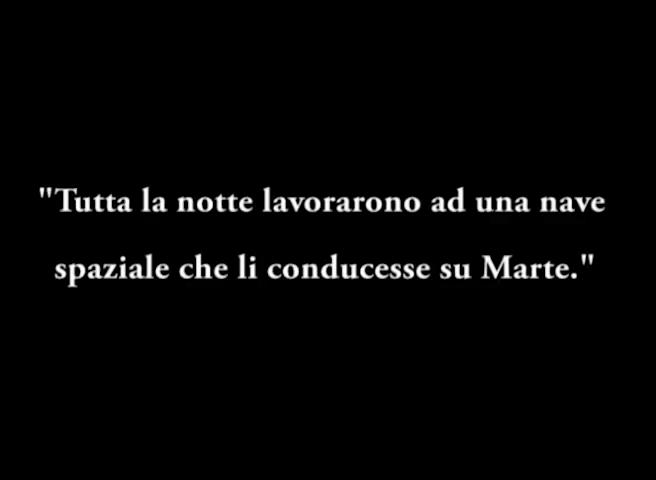 "Tutta la notte lavorarono ad una nave
spaziale che li conducesse su Marte."